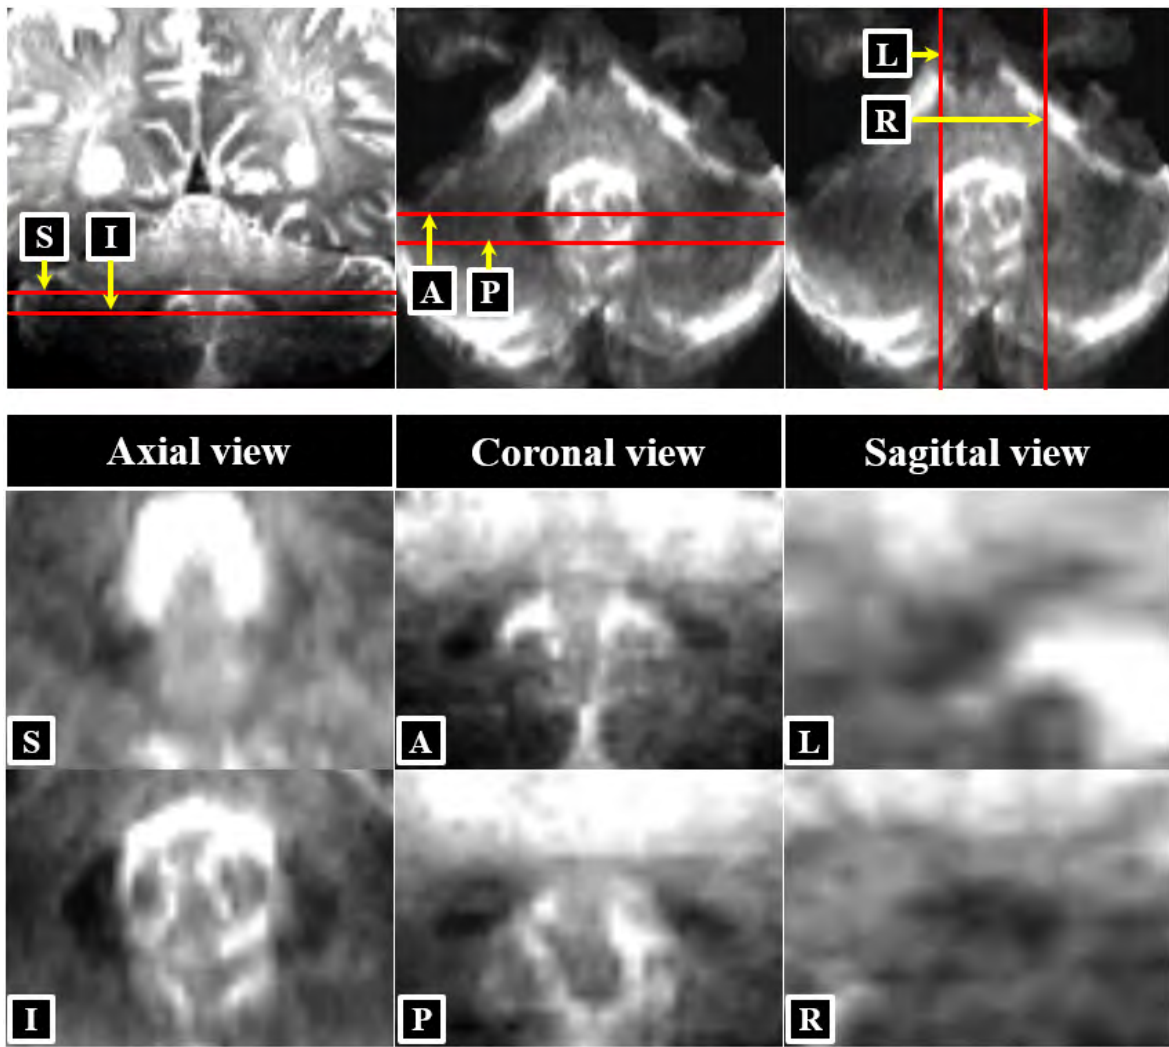 L
R
S I
A P
Axial view Coronal view Sagittal view
S A L
I P R